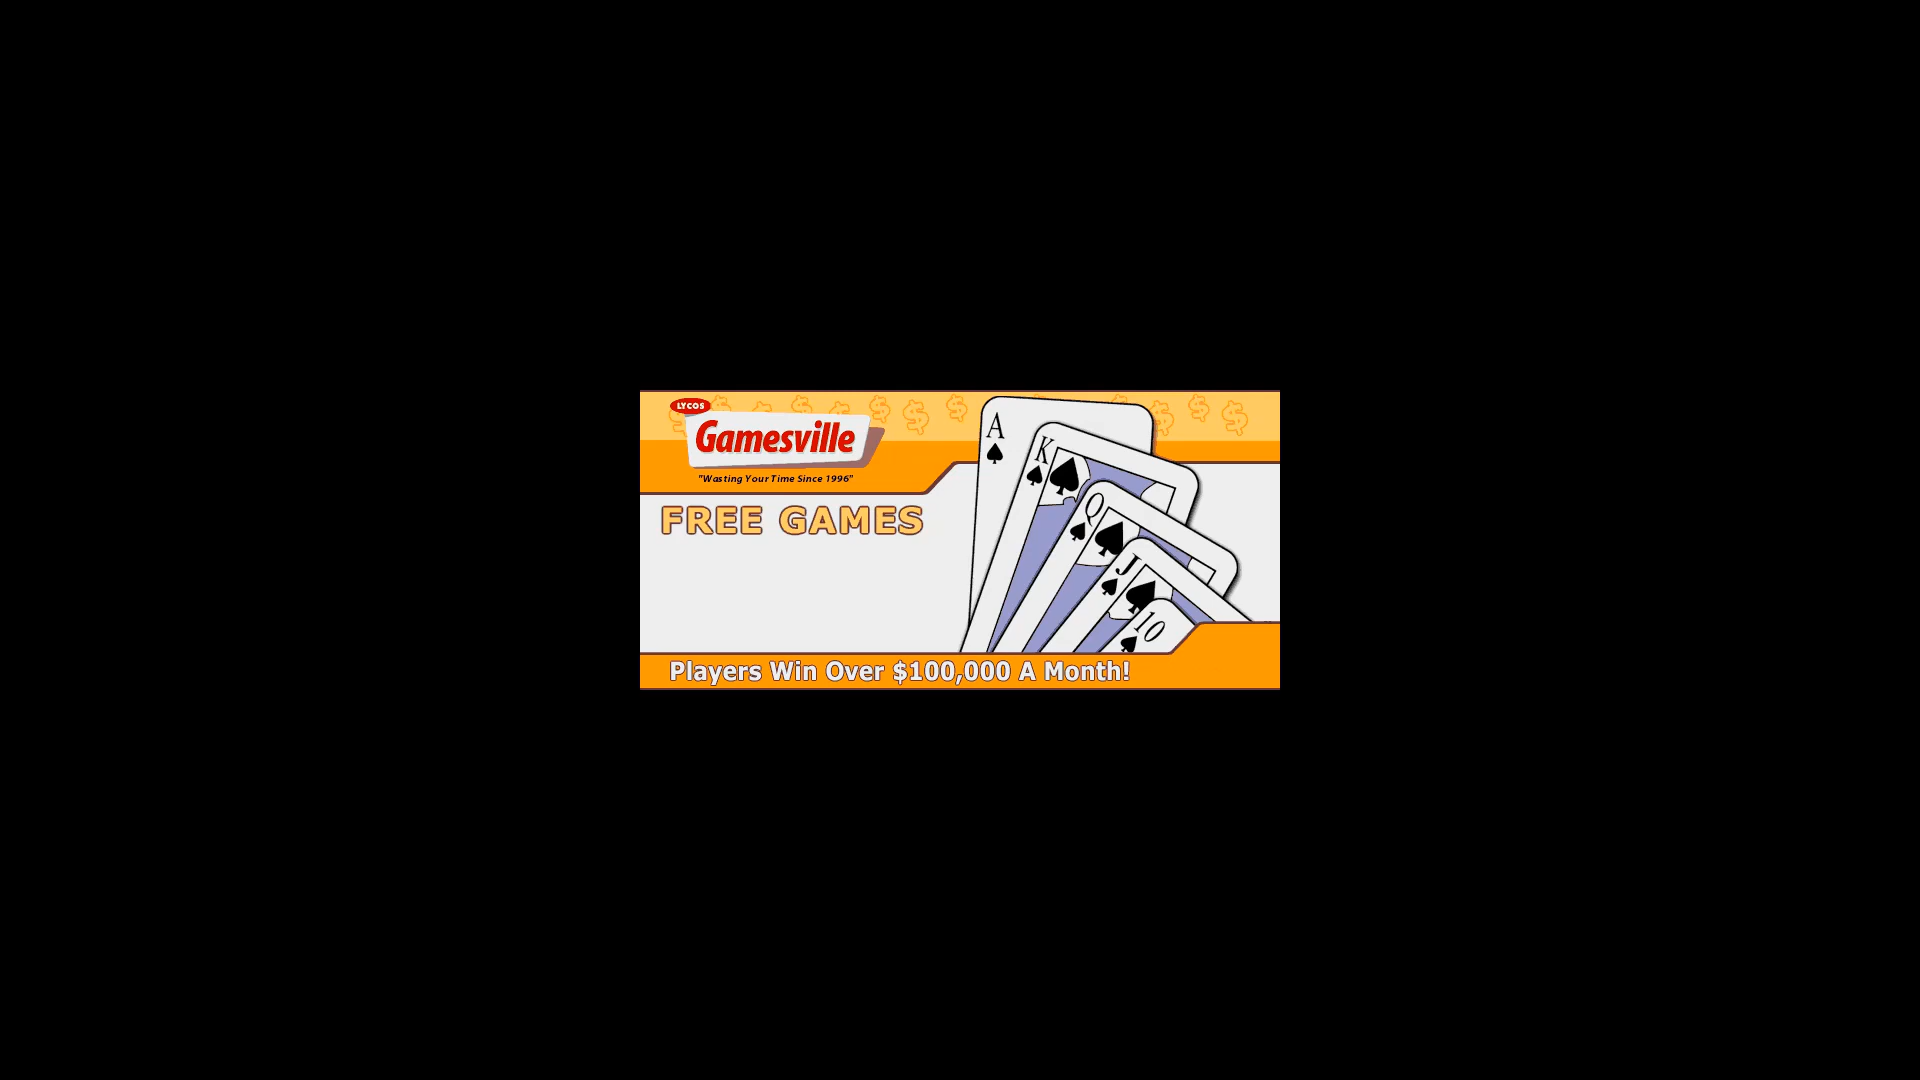 LYCOS
Gamesville
"Wasting Your Time Since 1996"
FREE GAMES
A
K
Q
J
10
Players Win Over $100,000 A Month!